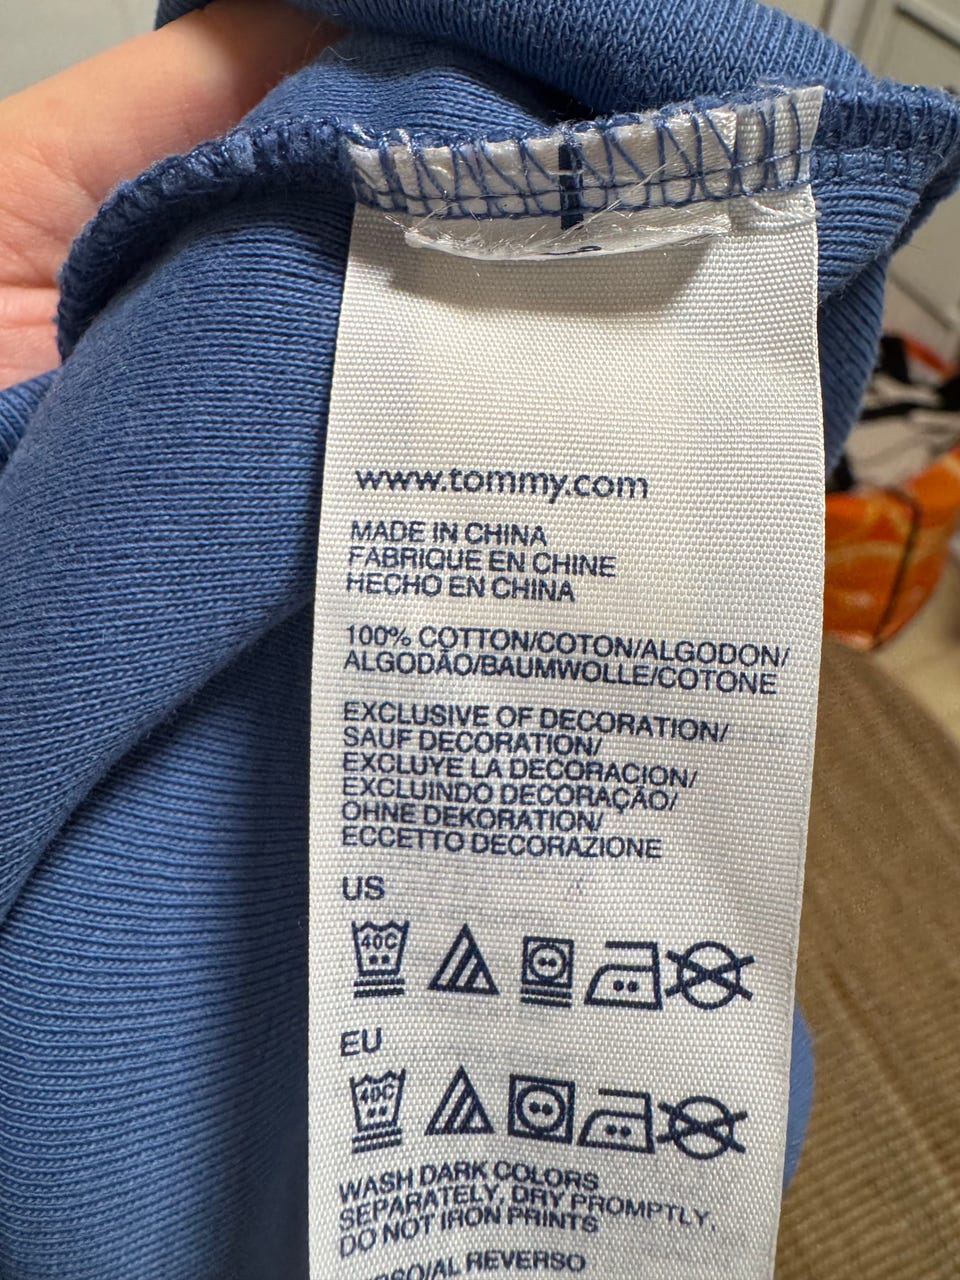 www.tommy.com
MADE IN CHINA
FABRIQUE EN CHINE
HECHO EN CHINA
100% COTTON/COTON/ALGODON/
ALGODÃO/BAUMWOLLE/COTONE
EXCLUSIVE OF DECORATION/
SAUF DECORATION/
EXCLUYE LA DECORACION/
EXCLUINDO DECORAÇÃO/
OHNE DEKORATION/
ECCETTO DECORAZIONE
US
40C
EU
40C
WASH DARK COLORS
SEPARATELY, DRY PROMPTLY,
DO NOT IRON PRINTS
REVERSO